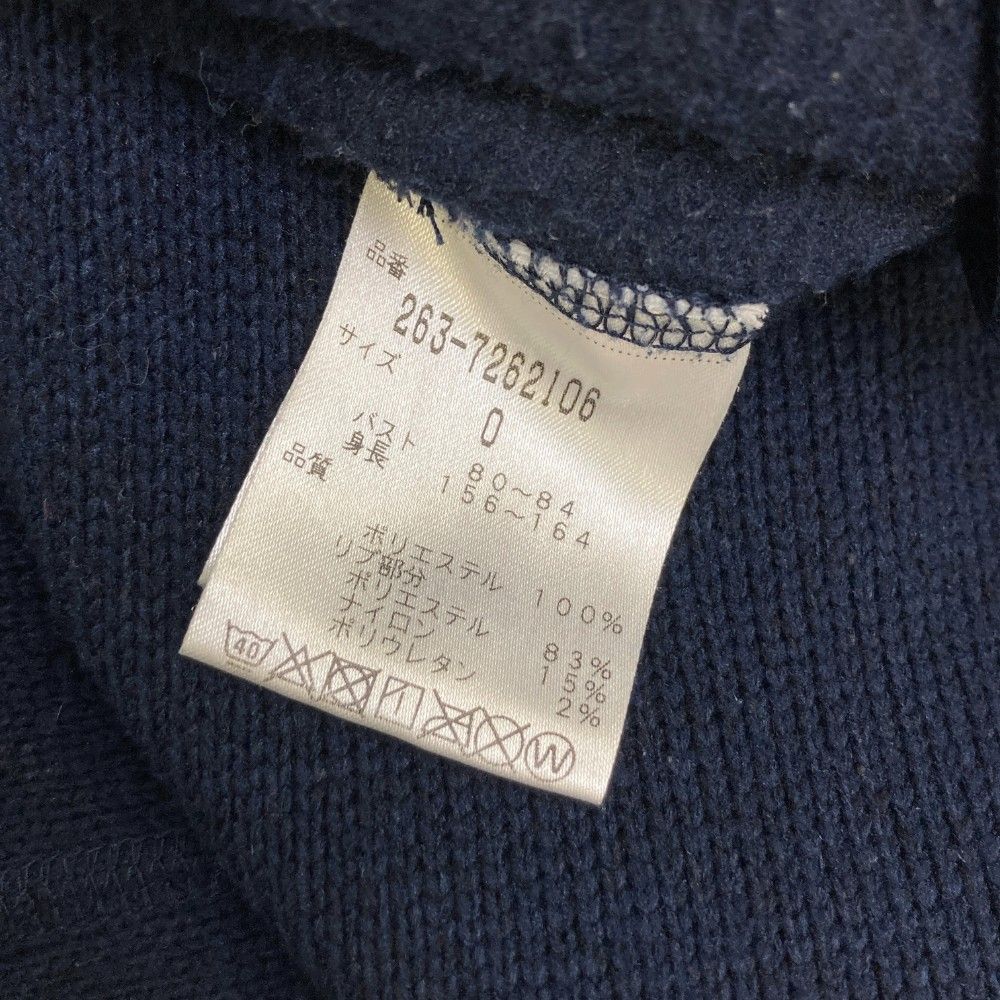 品番
263-7262106
サイズ 0
バスト 80～84
身長 156～164
品質
ポリエステル 100%
リブ部分
ポリエステル 83%
ナイロン 15%
ポリウレタン 2%
40 W